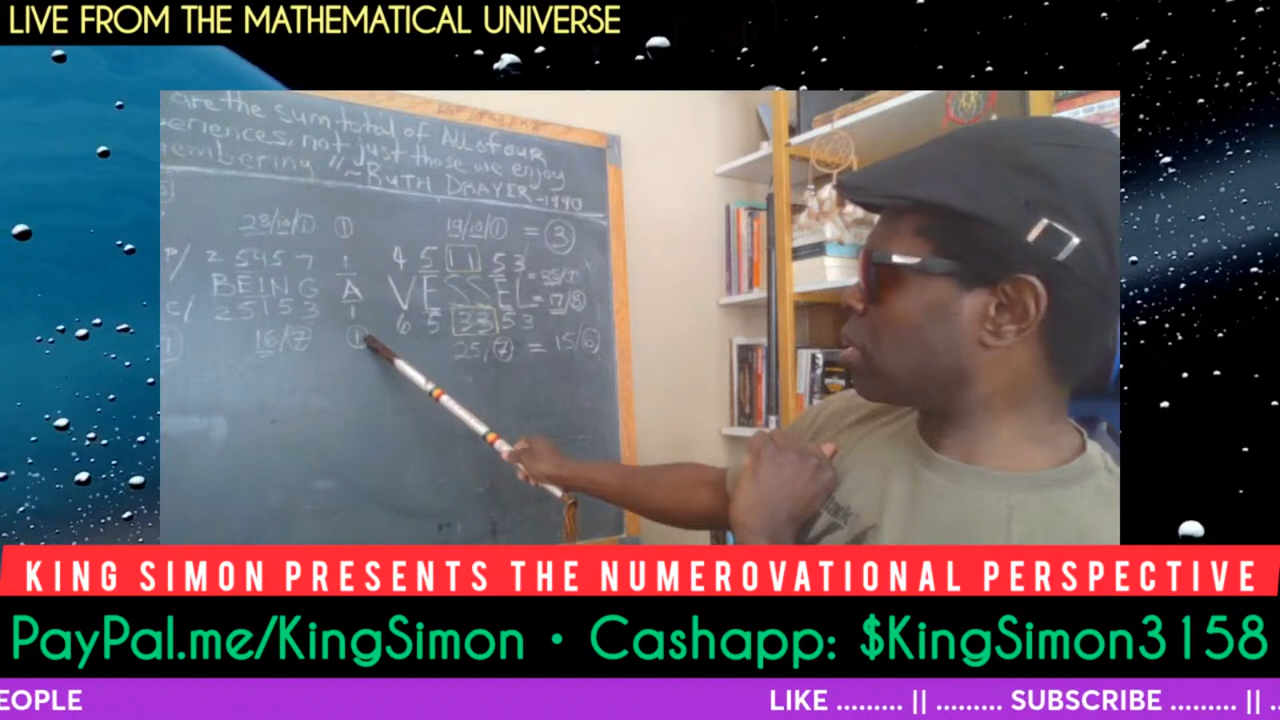 LIVE FROM THE MATHEMATICAL UNIVERSE
are the sum total of All of our
eriences, not just those we enjoy
embering" ~RUTH DRAYER-1990
23/10/1 1 19/10/1 = 3
P/ 2 5 4 5 7 1 4 5 11 5 3 = 25/7
BEING A VESSEL = 17/8
C/ 2 5 1 5 3 1 6 5 33 5 3
16/7 1 25/7 = 15/6
KING SIMON PRESENTS THE NUMEROVATIONAL PERSPECTIVE
PayPal.me/KingSimon • Cashapp: $KingSimon3158
EOPLE LIKE ......... || ......... SUBSCRIBE ......... ||